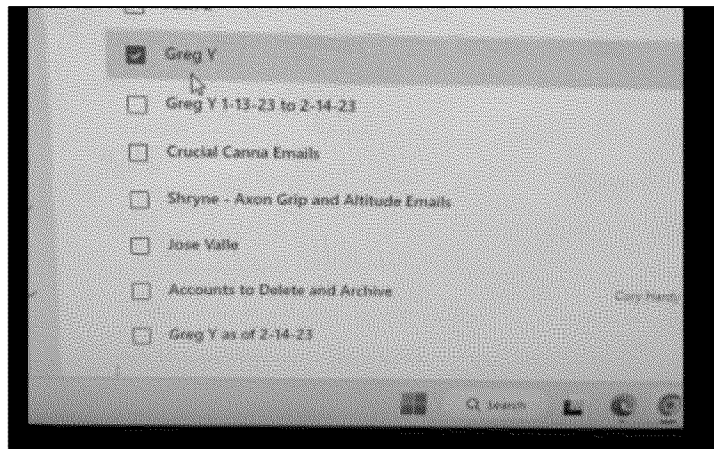 Greg Y
Greg Y 1-13-23 to 2-14-23
Crucial Canna Emails
Shryne - Axon Grip and Altitude Emails
Jose Valle
Accounts to Delete and Archive
Cory
Greg Y as of 2-14-23
Search